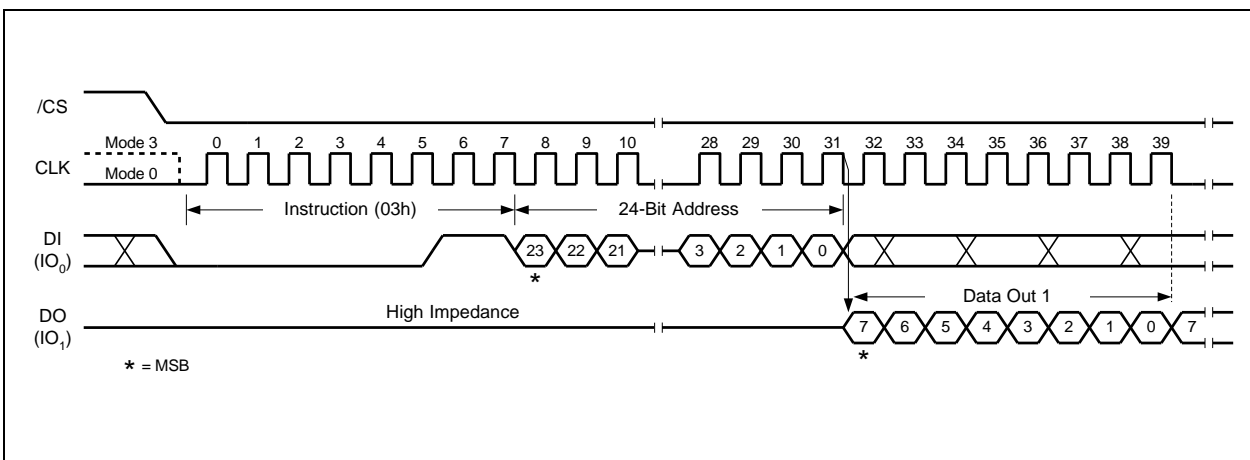 /CS
Mode 3
0 1 2 3 4 5 6 7 8 9 10 28 29 30 31 32 33 34 35 36 37 38 39
CLK
Mode 0
Instruction (03h) 24-Bit Address
DI
(IO0)
23 22 21 3 2 1 0
*
Data Out 1
High Impedance
DO
(IO1)
7 6 5 4 3 2 1 0 7
*
* = MSB